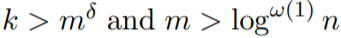 k > m^δ and m > log^ω(1) n